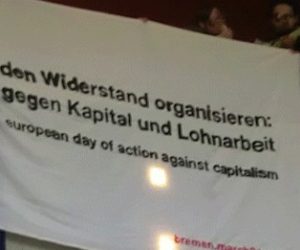 den Widerstand organisieren:
gegen Kapital und Lohnarbeit
european day of action against capitalism